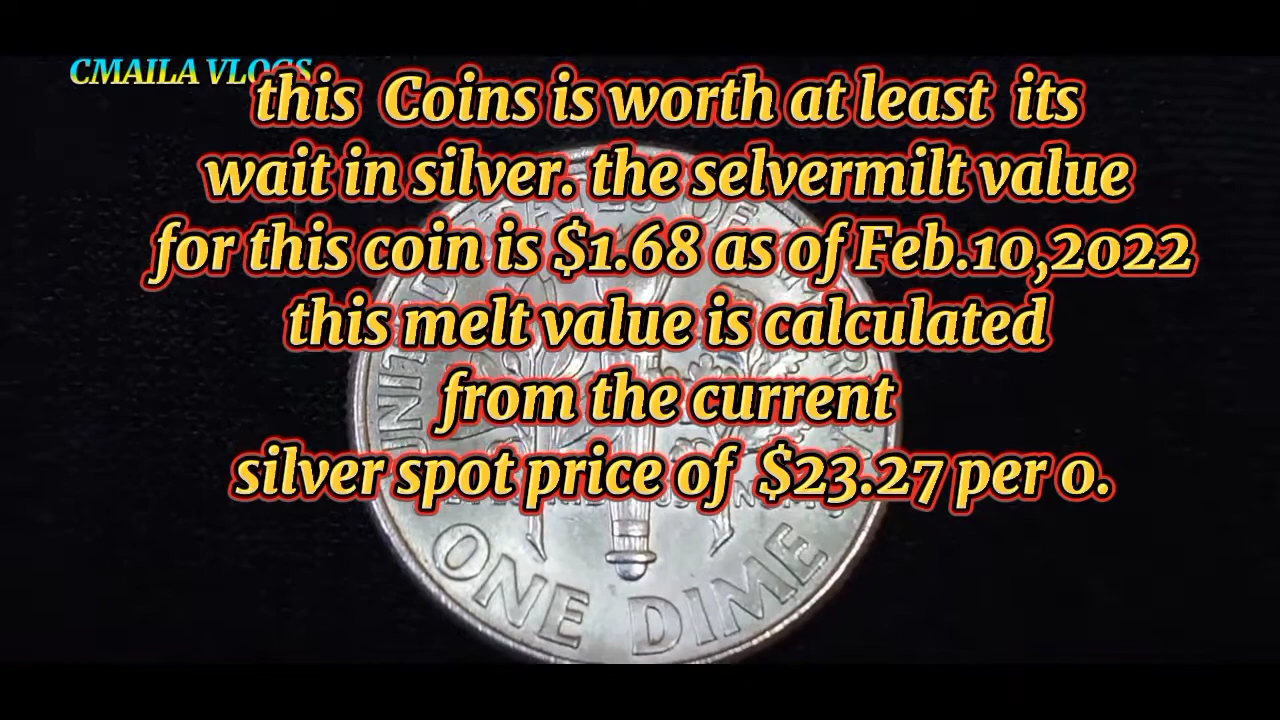 CMAILA VLOGS
this Coins is worth at least its
wait in silver. the selvermilt value
for this coin is $1.68 as of Feb.10,2022
this melt value is calculated
from the current
silver spot price of $23.27 per o.
ONE DIME